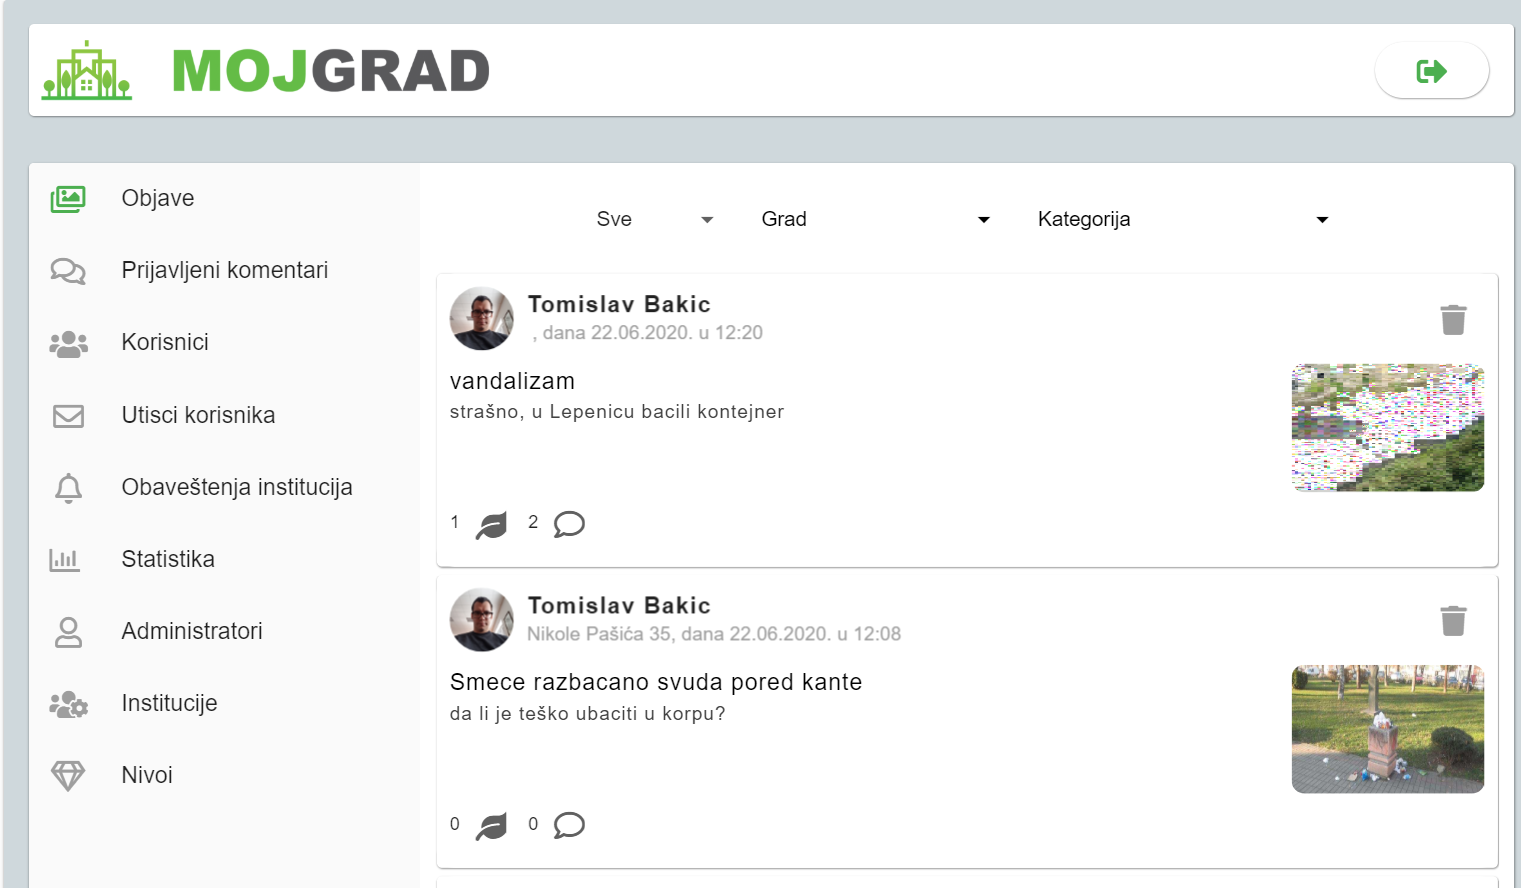 MOJGRAD
Objave
Prijavljeni komentari
Korisnici
Utisci korisnika
Obaveštenja institucija
Statistika
Administratori
Institucije
Nivoi
Sve Grad Kategorija
Tomislav Bakic
, dana 22.06.2020. u 12:20
vandalizam
strašno, u Lepenicu bacili kontejner
1 2
Tomislav Bakic
Nikole Pašića 35, dana 22.06.2020. u 12:08
Smece razbacano svuda pored kante
da li je teško ubaciti u korpu?
0 0